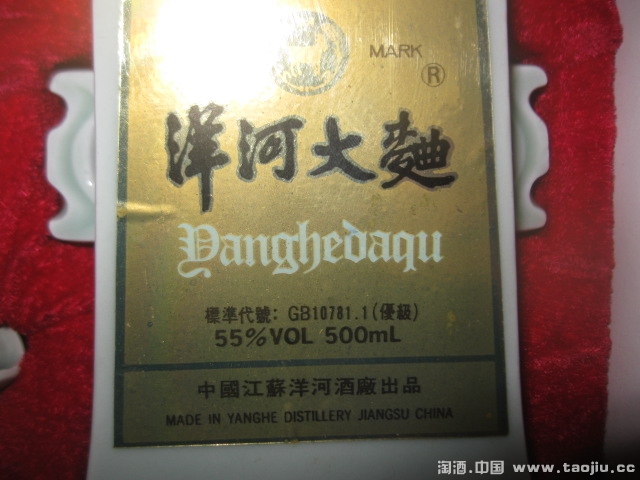 MARK
®
洋河大麯
Yanghedaqu
標準代號: GB10781.1(優級)
55%VOL 500mL
中國江蘇洋河酒廠出品
MADE IN YANGHE DISTILLERY JIANGSU CHINA
淘酒.中国 www.taojiu.cc